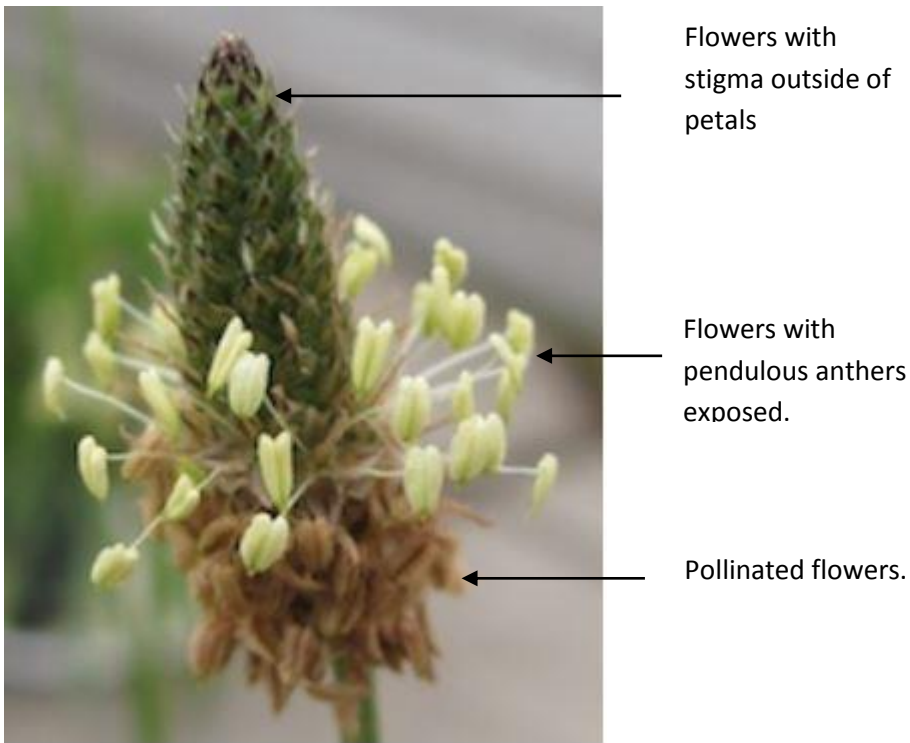 Flowers with
stigma outside of
petals
Flowers with
pendulous anthers
exposed.
Pollinated flowers.